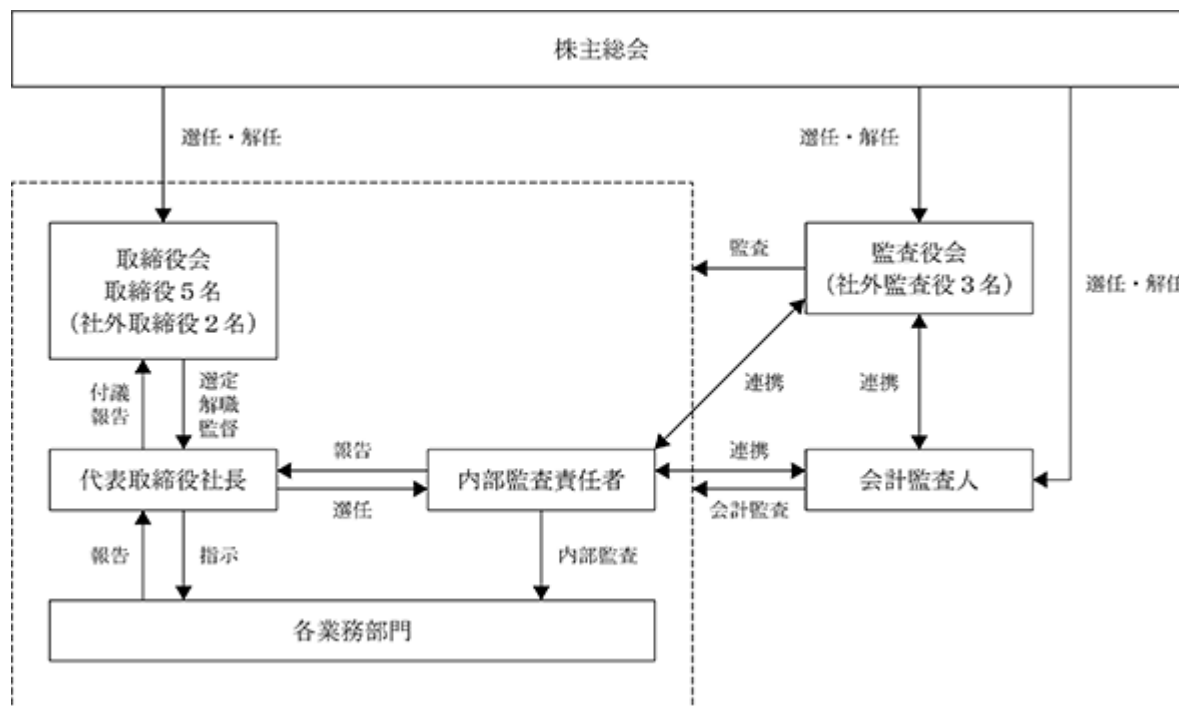 株主総会
選任・解任
選任・解任
選任・解任
取締役会
取締役5名
（社外取締役2名）
監査
監査役会
（社外監査役3名）
付議
報告
選定
解職
監督
連携
連携
代表取締役社長
報告
選任
内部監査責任者
連携
会計監査
会計監査人
報告
指示
内部監査
各業務部門